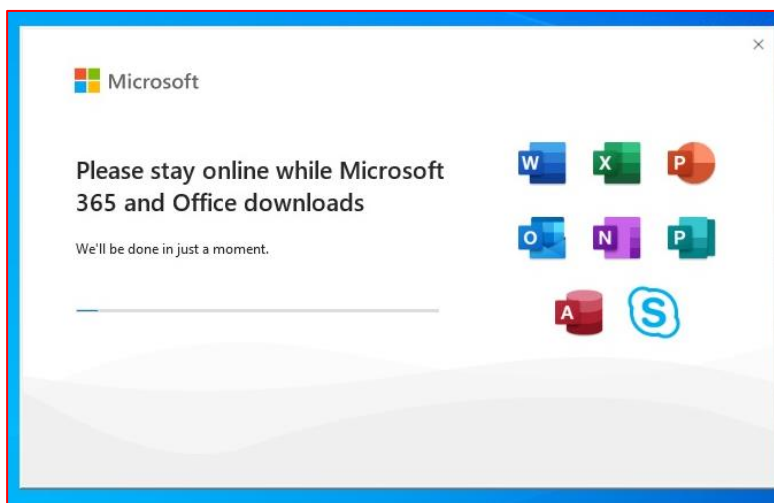 Microsoft
Please stay online while Microsoft
365 and Office downloads
We'll be done in just a moment.
W
X
P
O
N
P
A
S